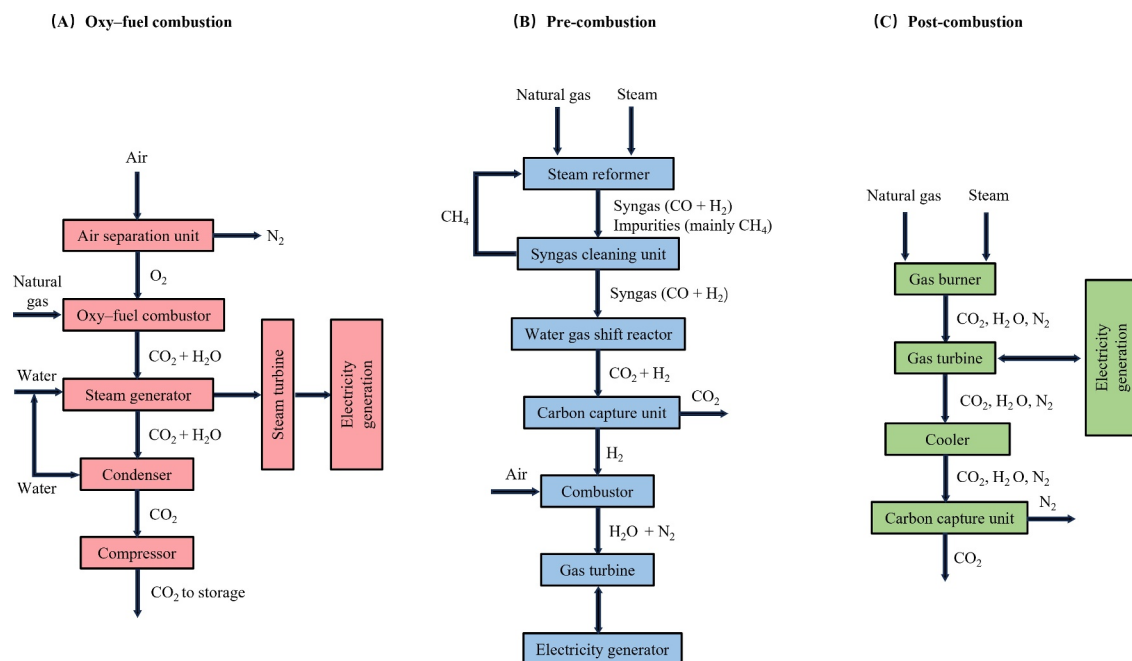 (A) Oxy–fuel combustion
Air
Air separation unit
N₂
O₂
Natural
gas
Oxy–fuel combustor
CO₂ + H₂O
Water
Steam generator
Steam turbine
Electricity
generation
CO₂ + H₂O
Water
Condenser
CO₂
Compressor
CO₂ to storage
(B) Pre-combustion
Natural gas
Steam
Steam reformer
CH₄
Syngas (CO + H₂)
Impurities (mainly CH₄)
Syngas cleaning unit
Syngas (CO + H₂)
Water gas shift reactor
CO₂ + H₂
Carbon capture unit
CO₂
H₂
Air
Combustor
H₂O + N₂
Gas turbine
Electricity generator
(C) Post-combustion
Natural gas
Steam
Gas burner
CO₂, H₂O, N₂
Gas turbine
Electricity
generation
CO₂, H₂O, N₂
Cooler
CO₂, H₂O, N₂
Carbon capture unit
N₂
CO₂